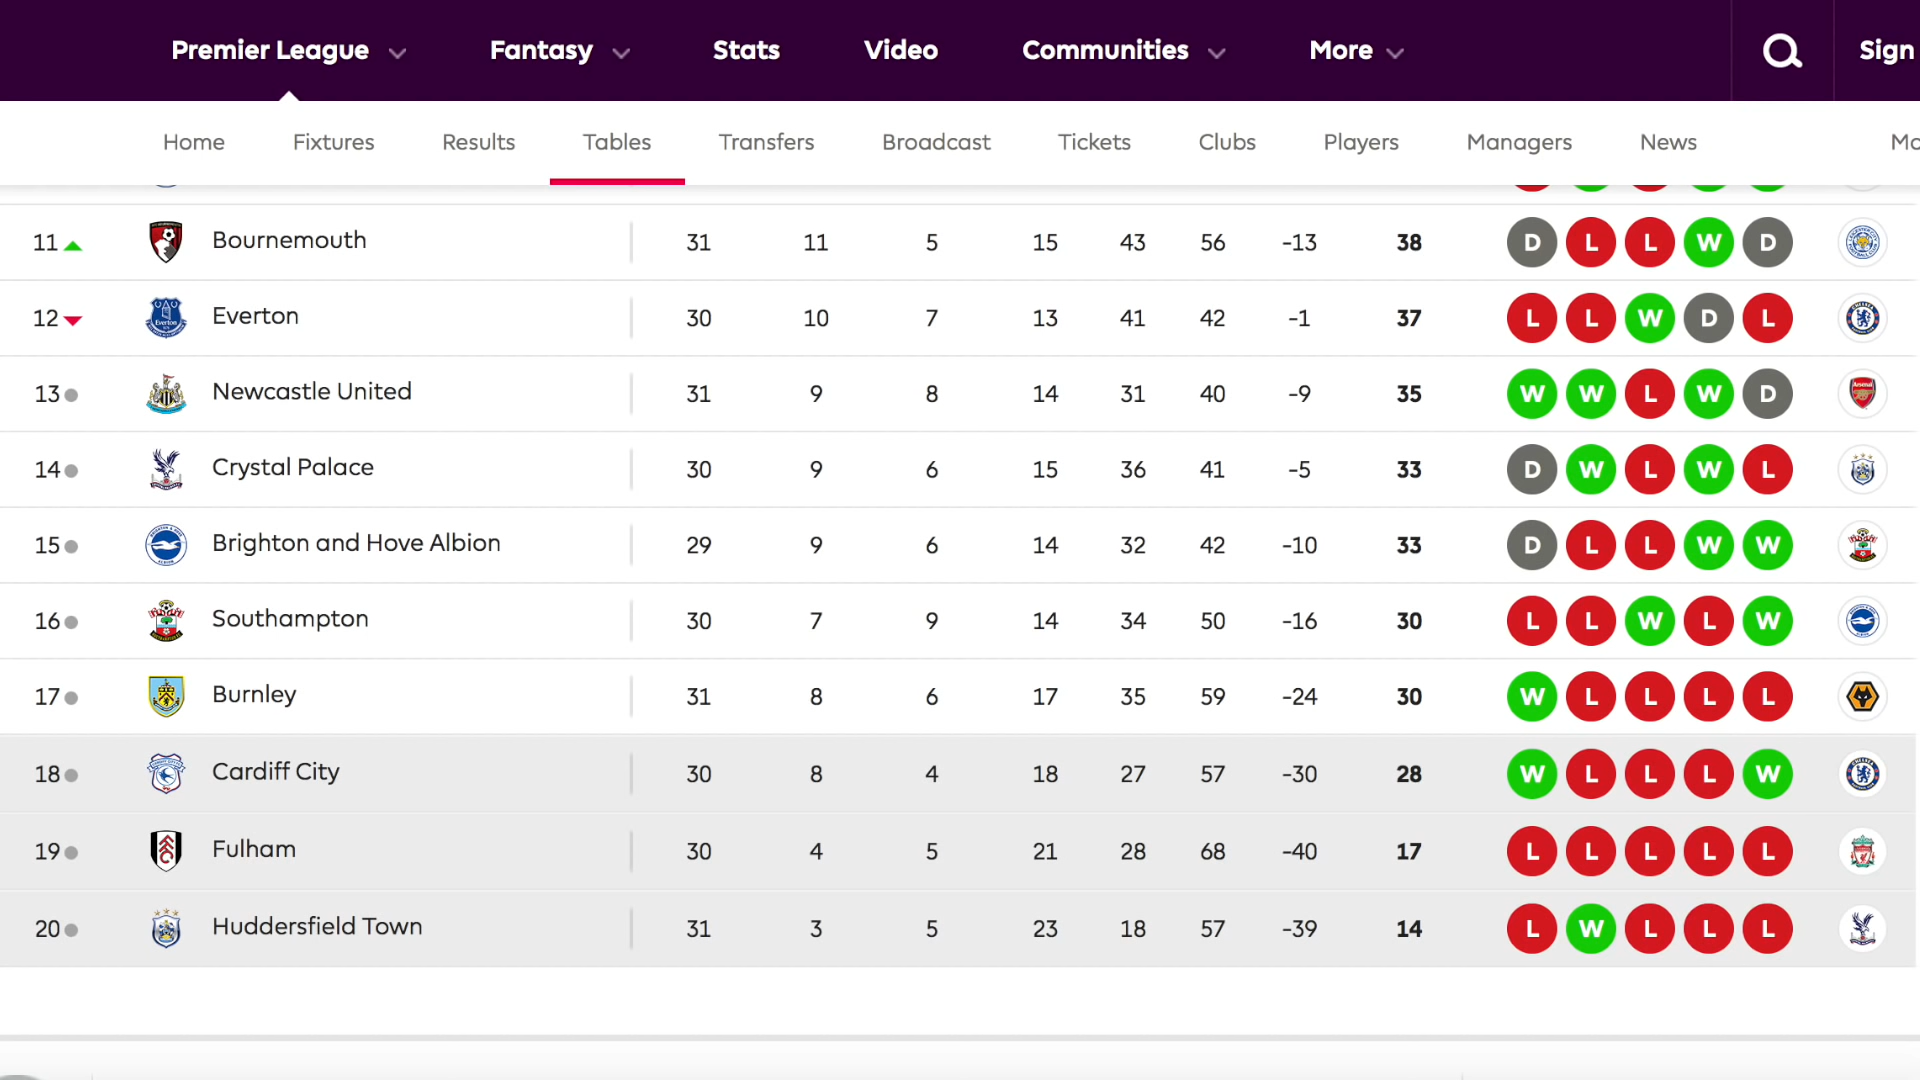 Premier League Fantasy Stats Video Communities More Sign
Home Fixtures Results Tables Transfers Broadcast Tickets Clubs Players Managers News Mo
11 Bournemouth 31 11 5 15 43 56 -13 38 D L L W D
12 Everton 30 10 7 13 41 42 -1 37 L L W D L
13 Newcastle United 31 9 8 14 31 40 -9 35 W W L W D
14 Crystal Palace 30 9 6 15 36 41 -5 33 D W L W L
15 Brighton and Hove Albion 29 9 6 14 32 42 -10 33 D L L W W
16 Southampton 30 7 9 14 34 50 -16 30 L L W L W
17 Burnley 31 8 6 17 35 59 -24 30 W L L L L
18 Cardiff City 30 8 4 18 27 57 -30 28 W L L L W
19 Fulham 30 4 5 21 28 68 -40 17 L L L L L
20 Huddersfield Town 31 3 5 23 18 57 -39 14 L W L L L